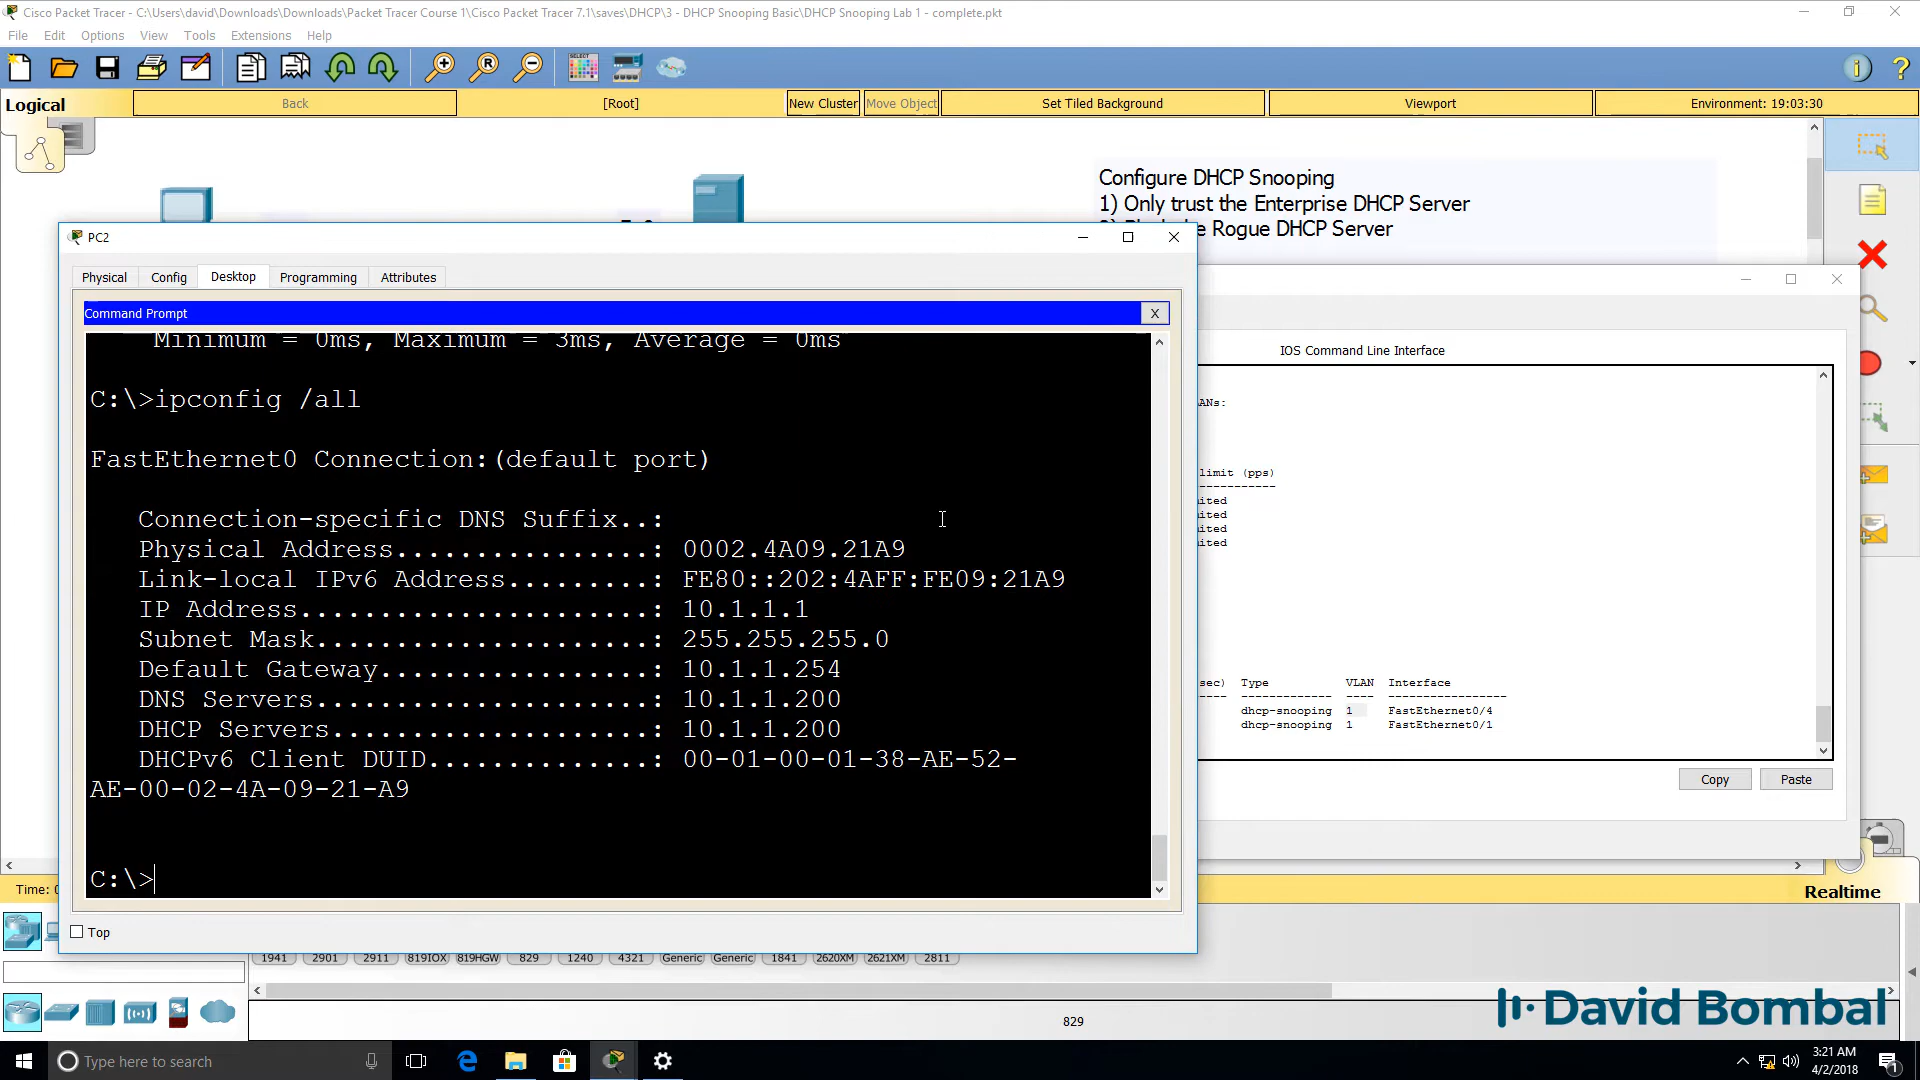 Cisco Packet Tracer - C:\Users\david\Downloads\Downloads\Packet Tracer Course 1\Cisco Packet Tracer 7.1\saves\DHCP\3 - DHCP Snooping Basic\DHCP Snooping Lab 1 - complete.pkt
File Edit Options View Tools Extensions Help
Logical Back [Root] New Cluster Move Object Set Tiled Background Viewport Environment: 19:03:30
Configure DHCP Snooping
1) Only trust the Enterprise DHCP Server
Rogue DHCP Server
PC2
Physical Config Desktop Programming Attributes
Command Prompt X
Minimum = 0ms, Maximum = 3ms, Average = 0ms
C:\>ipconfig /all
FastEthernet0 Connection:(default port)
Connection-specific DNS Suffix..:
Physical Address................: 0002.4A09.21A9
Link-local IPv6 Address.........: FE80::202:4AFF:FE09:21A9
IP Address......................: 10.1.1.1
Subnet Mask.....................: 255.255.255.0
Default Gateway.................: 10.1.1.254
DNS Servers.....................: 10.1.1.200
DHCP Servers....................: 10.1.1.200
DHCPv6 Client DUID..............: 00-01-00-01-38-AE-52-
AE-00-02-4A-09-21-A9
C:\>
Top
IOS Command Line Interface
ANs:
limit (pps)
------------
ited
ited
ited
ited
sec) Type VLAN Interface
---- ------------- ---- -----------------
dhcp-snooping 1 FastEthernet0/4
dhcp-snooping 1 FastEthernet0/1
Copy Paste
Time: Realtime
1941 2901 2911 819IOX 819HGW 829 1240 4321 Generic Generic 1841 2620XM 2621XM 2811
829
David Bombal
Type here to search
3:21 AM
4/2/2018
1